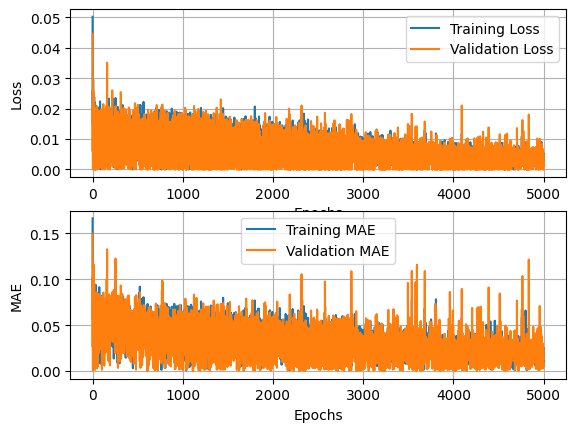 0.05
0.04
0.03
0.02
0.01
0.00
Loss
Training Loss
Validation Loss
0 1000 2000 3000 4000 5000
Epochs
0.15
0.10
0.05
0.00
MAE
Training MAE
Validation MAE
0 1000 2000 3000 4000 5000
Epochs